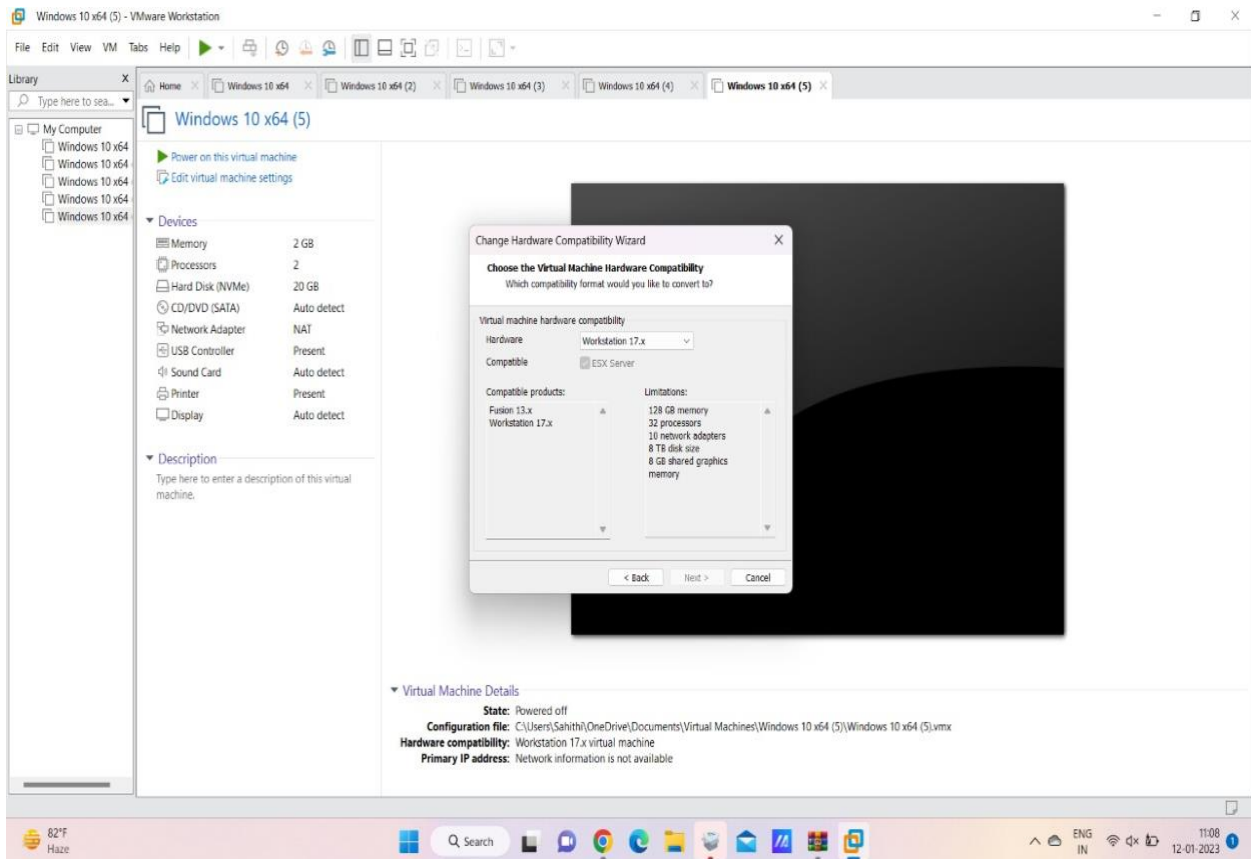 Windows 10 x64 (5) - VMware Workstation
File Edit View VM Tabs Help
Library X
Type here to sea...
Home
Windows 10 x64
Windows 10 x64 (2)
Windows 10 x64 (3)
Windows 10 x64 (4)
Windows 10 x64 (5)
My Computer
Windows 10 x64
Windows 10 x64
Windows 10 x64
Windows 10 x64
Windows 10 x64
Windows 10 x64 (5)
Power on this virtual machine
Edit virtual machine settings
Devices
Memory 2 GB
Processors 2
Hard Disk (NVMe) 20 GB
CD/DVD (SATA) Auto detect
Network Adapter NAT
USB Controller Present
Sound Card Auto detect
Printer Present
Display Auto detect
Description
Type here to enter a description of this virtual
machine.
Change Hardware Compatibility Wizard
Choose the Virtual Machine Hardware Compatibility
Which compatibility format would you like to convert to?
Virtual machine hardware compatibility
Hardware Workstation 17.x
Compatible ESX Server
Compatible products:
Fusion 13.x
Workstation 17.x
Limitations:
128 GB memory
32 processors
10 network adapters
8 TB disk size
8 GB shared graphics
memory
< Back Next > Cancel
Virtual Machine Details
State: Powered off
Configuration file: C:\Users\Sahithi\OneDrive\Documents\Virtual Machines\Windows 10 x64 (5)\Windows 10 x64 (5).vmx
Hardware compatibility: Workstation 17.x virtual machine
Primary IP address: Network information is not available
82°F
Haze
Search
ENG
IN
11:08
12-01-2023
1